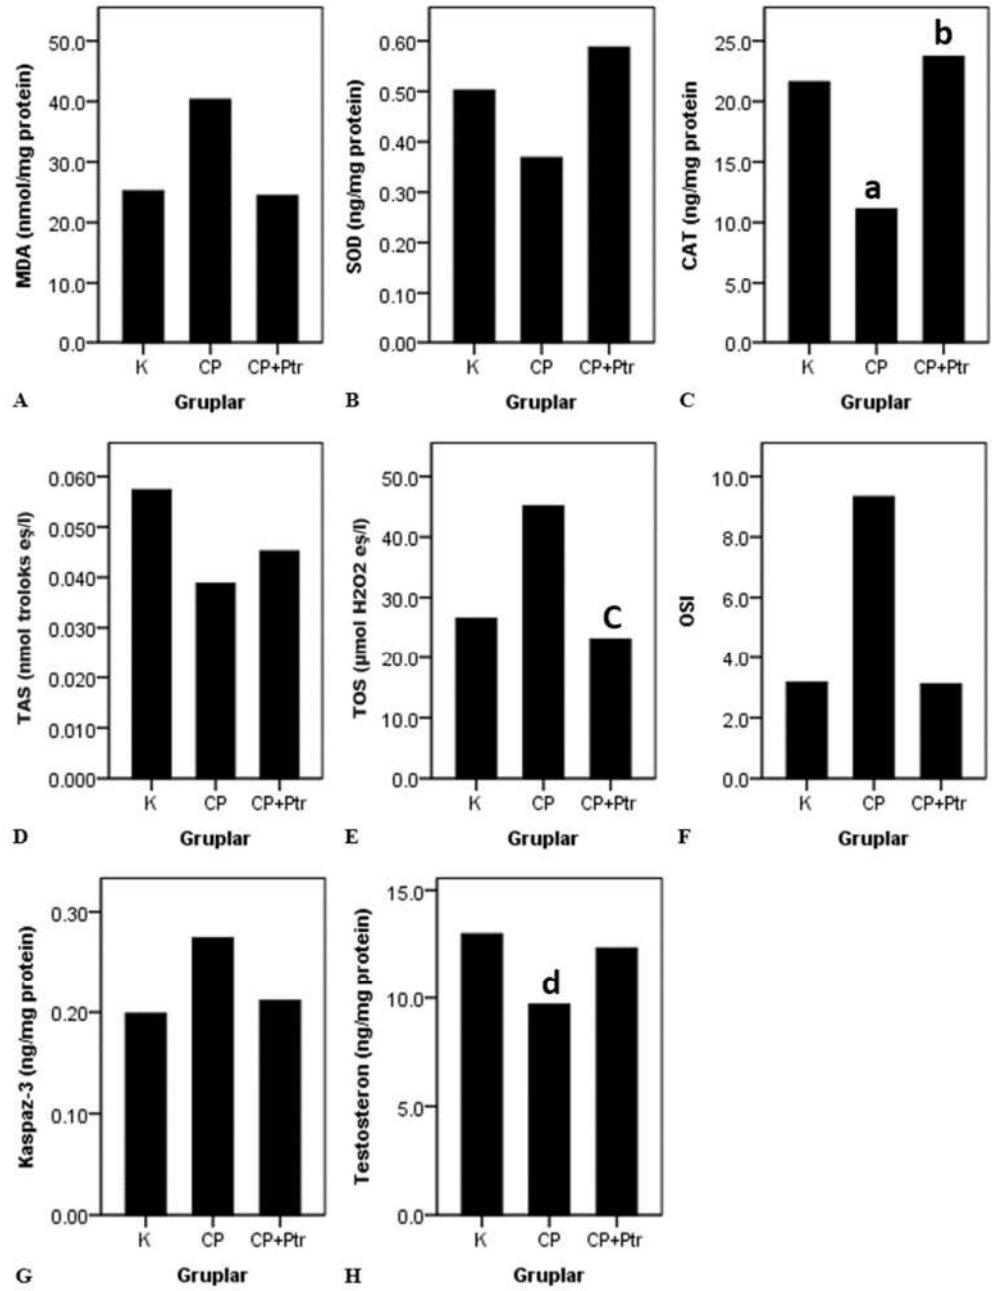 MDA (nmol/mg protein)
50.0
40.0
30.0
20.0
10.0
0.0
K CP CP+Ptr
A Gruplar
SOD (ng/mg protein)
0.60
0.50
0.40
0.30
0.20
0.10
0.00
K CP CP+Ptr
B Gruplar
CAT (ng/mg protein
25.0
20.0
15.0
10.0
5.0
0.0
a
b
K CP CP+Ptr
C Gruplar
TAS (nmol troloks eş/l)
0.060
0.050
0.040
0.030
0.020
0.010
0.000
K CP CP+Ptr
D Gruplar
TOS (µmol H2O2 eş/l)
50.0
40.0
30.0
20.0
10.0
0.0
C
K CP CP+Ptr
E Gruplar
OSI
10.0
8.0
6.0
4.0
2.0
0.0
K CP CP+Ptr
F Gruplar
Kaspaz-3 (ng/mg protein)
0.30
0.20
0.10
0.00
K CP CP+Ptr
G Gruplar
Testosteron (ng/mg protein)
15.0
10.0
5.0
0.0
d
K CP CP+Ptr
H Gruplar